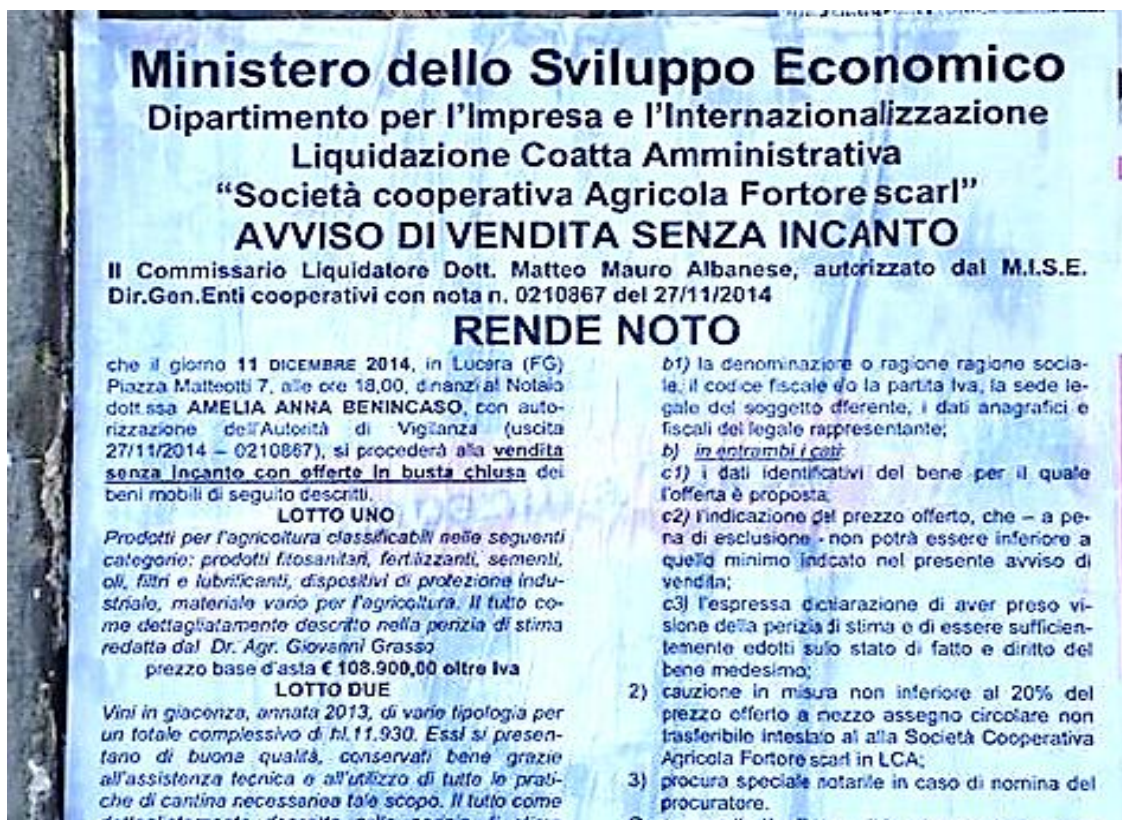 Ministero dello Sviluppo Economico
Dipartimento per l'Impresa e l'Internazionalizzazione
Liquidazione Coatta Amministrativa
“Società cooperativa Agricola Fortore scarl”
AVVISO DI VENDITA SENZA INCANTO
Il Commissario Liquidatore Dott. Matteo Mauro Albanese, autorizzato dal M.I.S.E.
Dir.Gen.Enti cooperativi con nota n. 0210867 del 27/11/2014
RENDE NOTO
che il giorno 11 DICEMBRE 2014, in Lucera (FG)
Piazza Matteotti 7, alle ore 18,00, dinanzi al Notaio
dott.ssa AMELIA ANNA BENINCASO, con auto-
rizzazione dell'Autorità di Vigilanza (uscita
27/11/2014 – 0210867), si procederà alla vendita
senza incanto con offerte in busta chiusa dei
beni mobili di seguito descritti.
LOTTO UNO
Prodotti per l'agricoltura classificabili nelle seguenti
categorie: prodotti fitosanitari, fertilizzanti, sementi,
oli, filtri e lubrificanti, dispositivi di protezione indu-
striale, materiale vario per l'agricoltura. Il tutto co-
me dettagliatamente descritto nella perizia di stima
redatta dal Dr. Agr. Giovanni Grasso
prezzo base d'asta € 108.900,00 oltre Iva
LOTTO DUE
Vini in giacenza, annata 2013, di varie tipologia per
un totale complessivo di hl.11.930. Essi si presen-
tano di buona qualità, conservati bene grazie
all'assistenza tecnica e all'utilizzo di tutte le prati-
che di cantina necessarioa tale scopo. Il tutto come
b1) la denominazione o ragione ragione socia-
le, il codice fiscale e/o la partita Iva, la sede le-
gale del soggetto offerente, i dati anagrafici e
fiscali del legale rappresentante;
b) in entrambi i casi:
c1) i dati identificativi del bene per il quale
l'offerta è proposta;
c2) l'indicazione del prezzo offerto, che – a pe-
na di esclusione - non potrà essere inferiore a
quello minimo indicato nel presente avviso di
vendita;
c3) l'espressa dichiarazione di aver preso vi-
sione della perizia di stima e di essere sufficien-
temente edotti sullo stato di fatto e diritto del
bene medesimo;
2) cauzione in misura non inferiore al 20% del
prezzo offerto a mezzo assegno circolare non
trasferibile intestato al alla Società Cooperativa
Agricola Fortore scarl in LCA;
3) procura speciale notarile in caso di nomina del
procuratore.